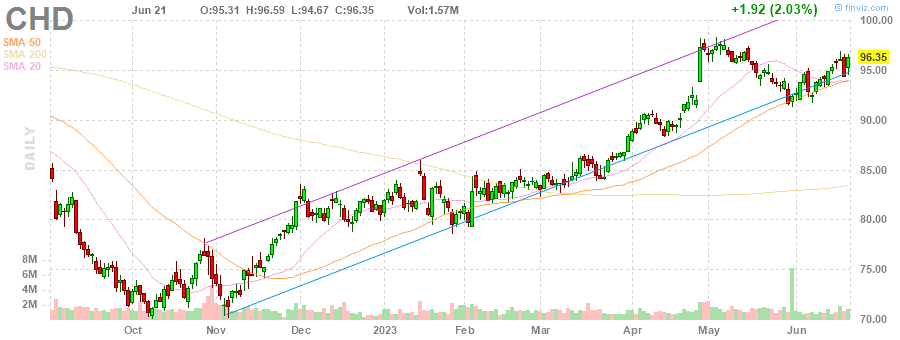 CHD Jun 21 O:95.31 H:96.59 L:94.67 C:96.35 Vol:1.57M +1.92 (2.03%) finviz.com
SMA 50
SMA 200
SMA 20
DAILY
100.00
96.35
95.00
90.00
85.00
80.00
75.00
70.00
8M
6M
4M
2M
Oct Nov Dec 2023 Feb Mar Apr May Jun